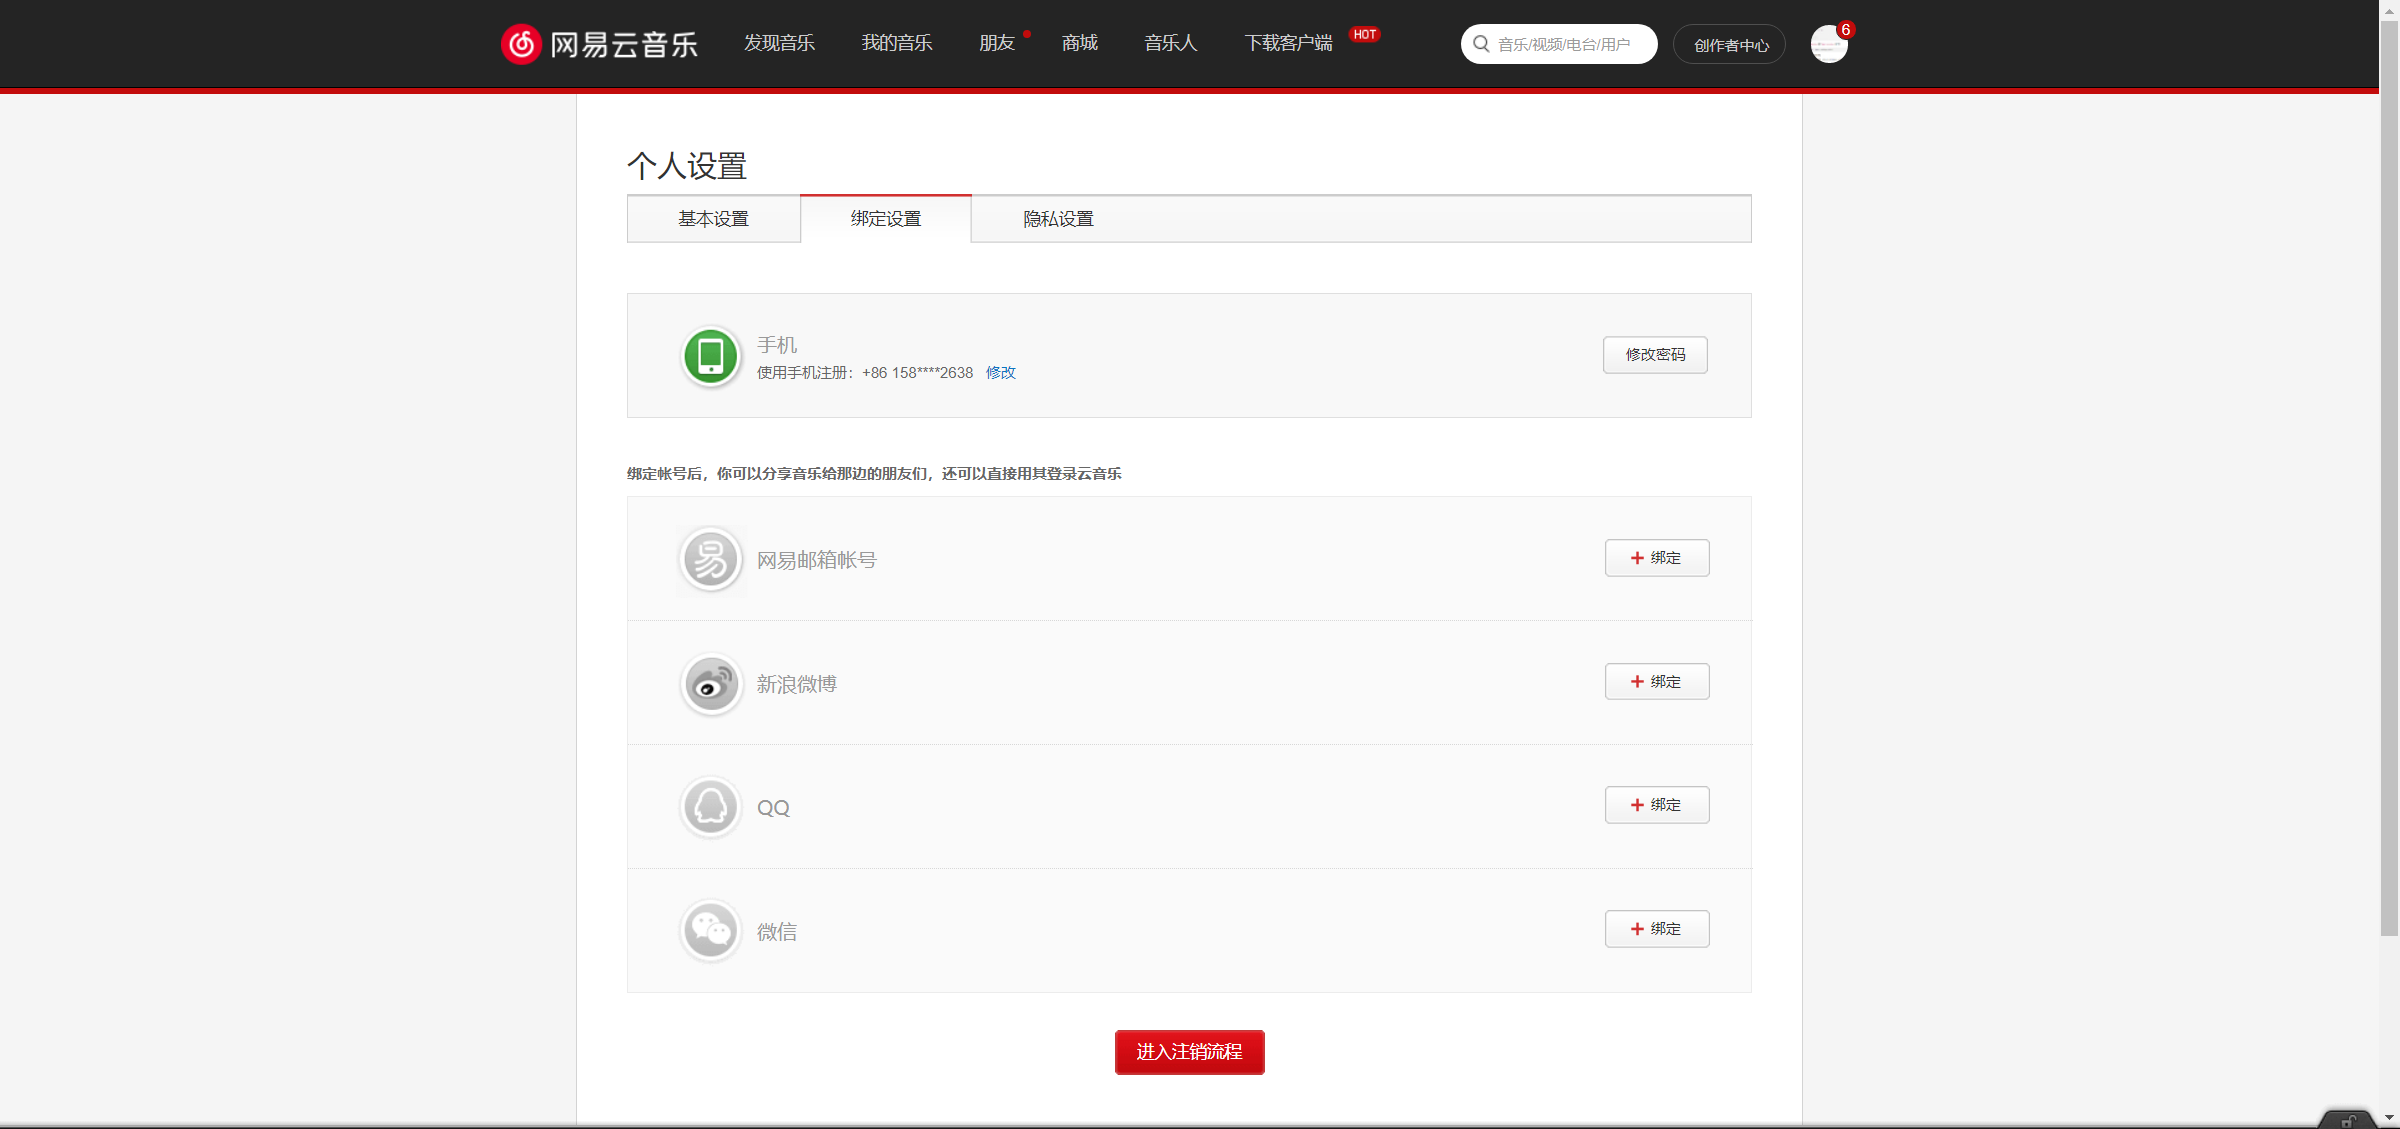 网易云音乐 发现音乐 我的音乐 朋友 商城 音乐人 下载客户端 HOT 音乐/视频/电台/用户 创作者中心 6
个人设置
基本设置 绑定设置 隐私设置
手机
使用手机注册：+86 158****2638 修改
修改密码
绑定帐号后，你可以分享音乐给那边的朋友们，还可以直接用其登录云音乐
易 网易邮箱帐号 绑定
新浪微博 绑定
QQ 绑定
微信 绑定
进入注销流程